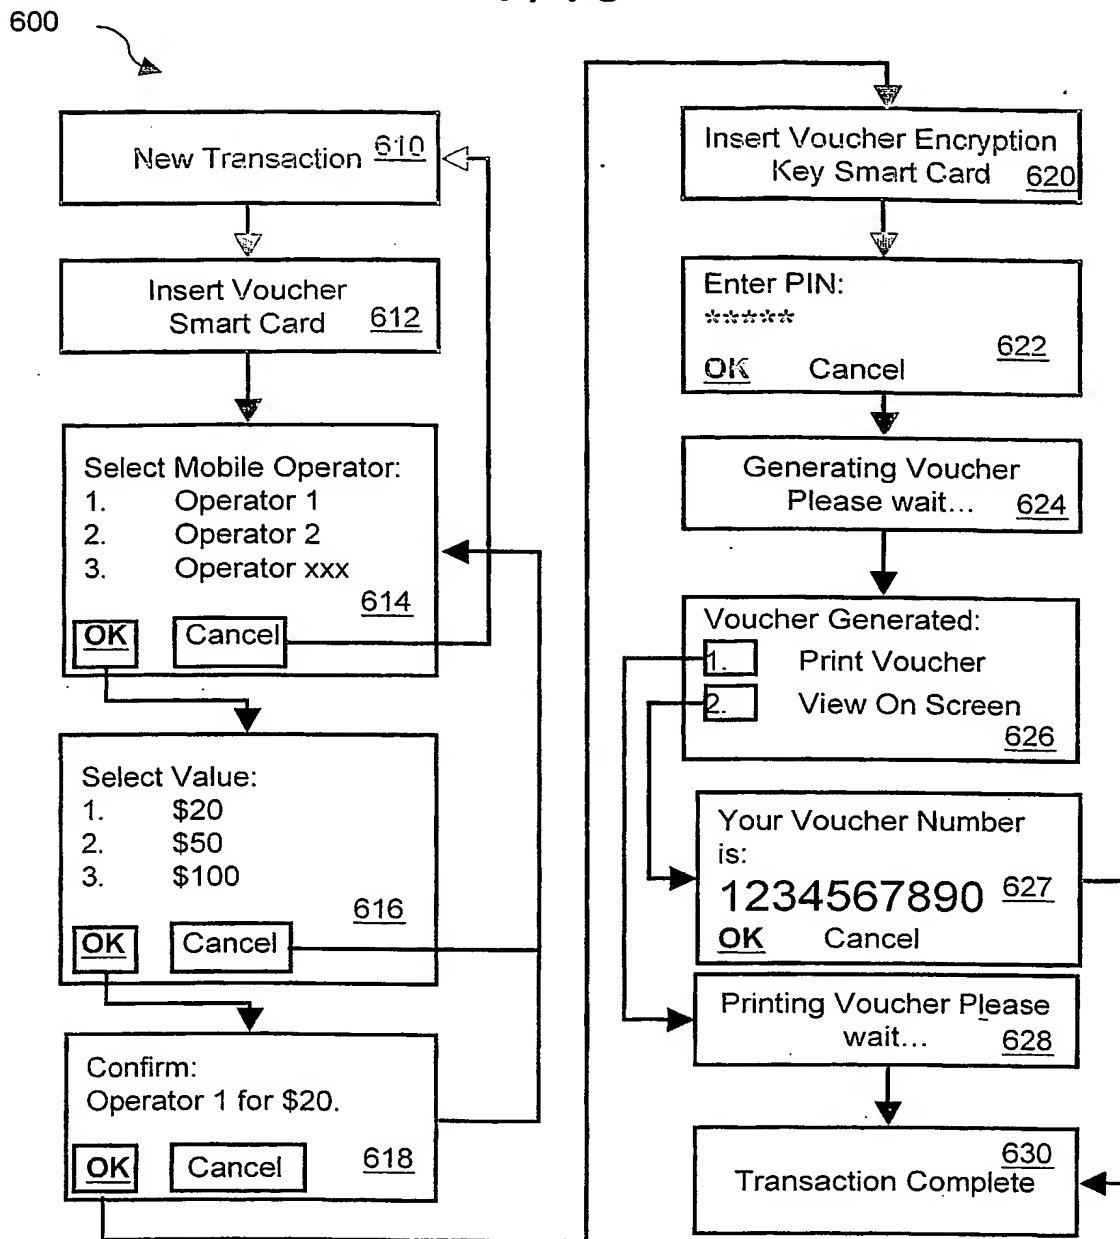 600
New Transaction 610
Insert Voucher
Smart Card 612
Select Mobile Operator:
1. Operator 1
2. Operator 2
3. Operator xxx
614
OK Cancel
Select Value:
1. $20
2. $50
3. $100
616
OK Cancel
Confirm:
Operator 1 for $20.
OK Cancel 618
Insert Voucher Encryption
Key Smart Card 620
Enter PIN:
*****
622
OK Cancel
Generating Voucher
Please wait... 624
Voucher Generated:
1. Print Voucher
2. View On Screen
626
Your Voucher Number
is:
1234567890 627
OK Cancel
Printing Voucher Please
wait... 628
630
Transaction Complete